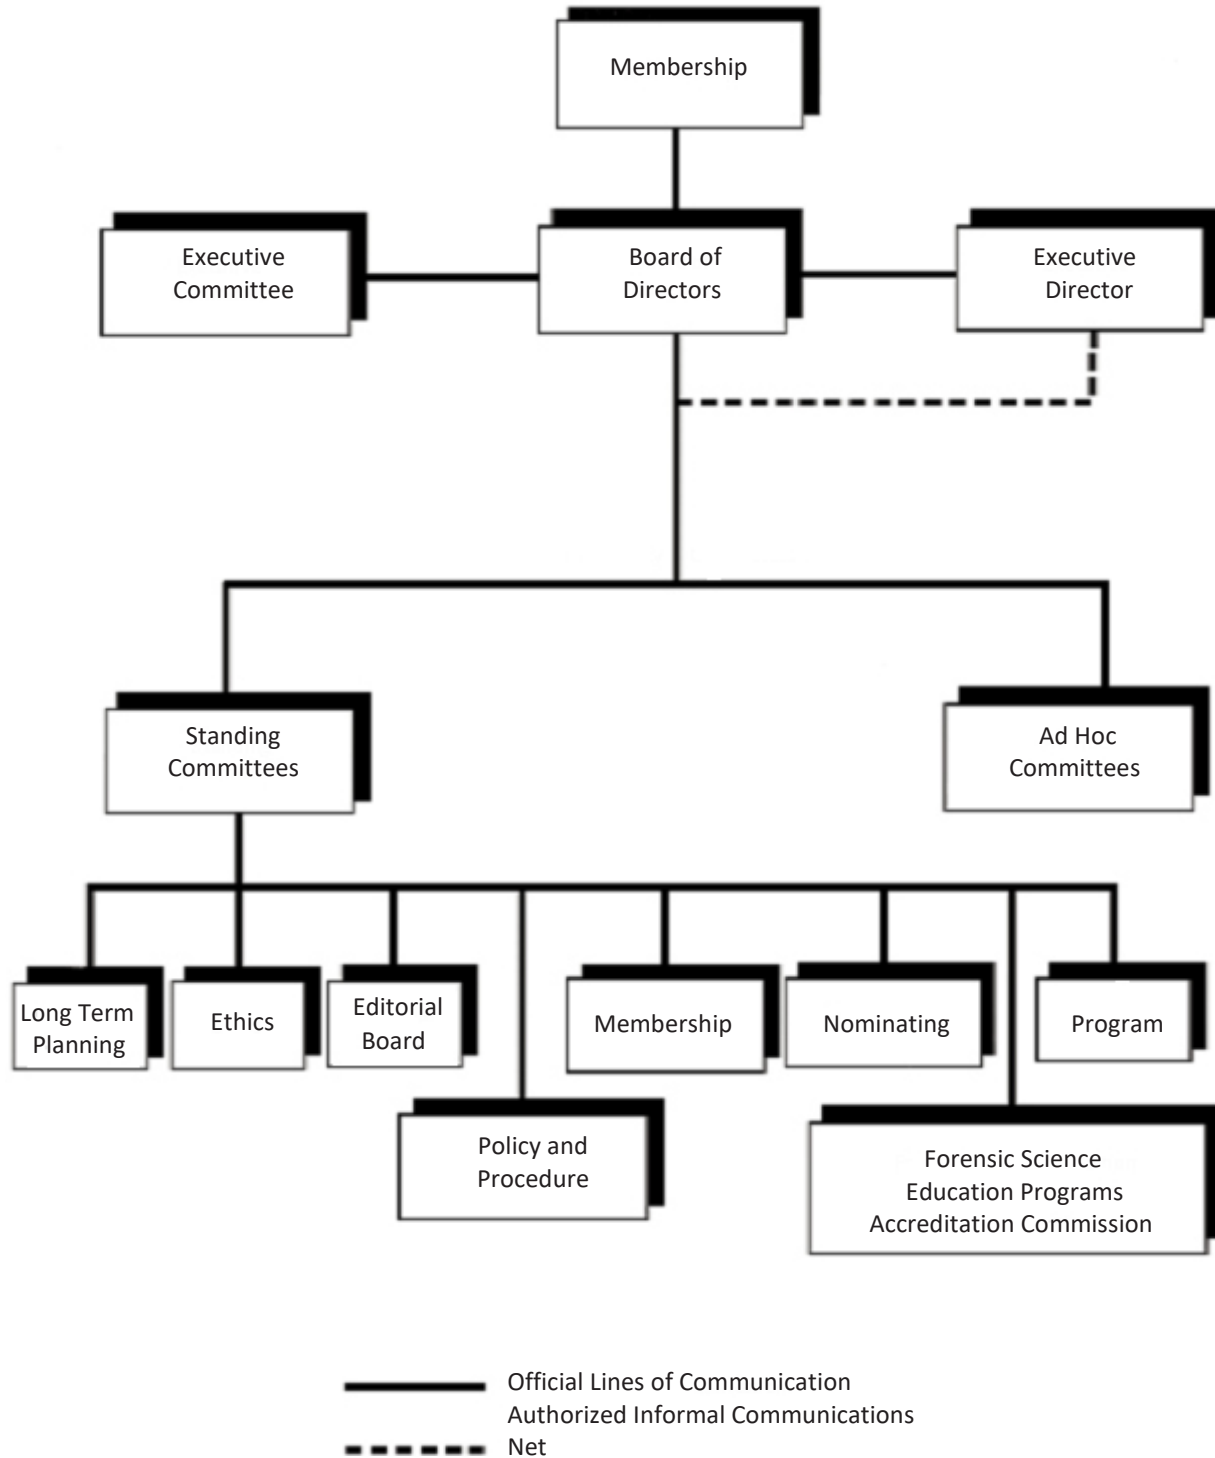 Membership
Executive
Committee
Board of
Directors
Executive
Director
Standing
Committees
Ad Hoc
Committees
Long Term
Planning
Ethics
Editorial
Board
Membership
Nominating
Program
Policy and
Procedure
Forensic Science
Education Programs
Accreditation Commission
Official Lines of Communication
Authorized Informal Communications
Net